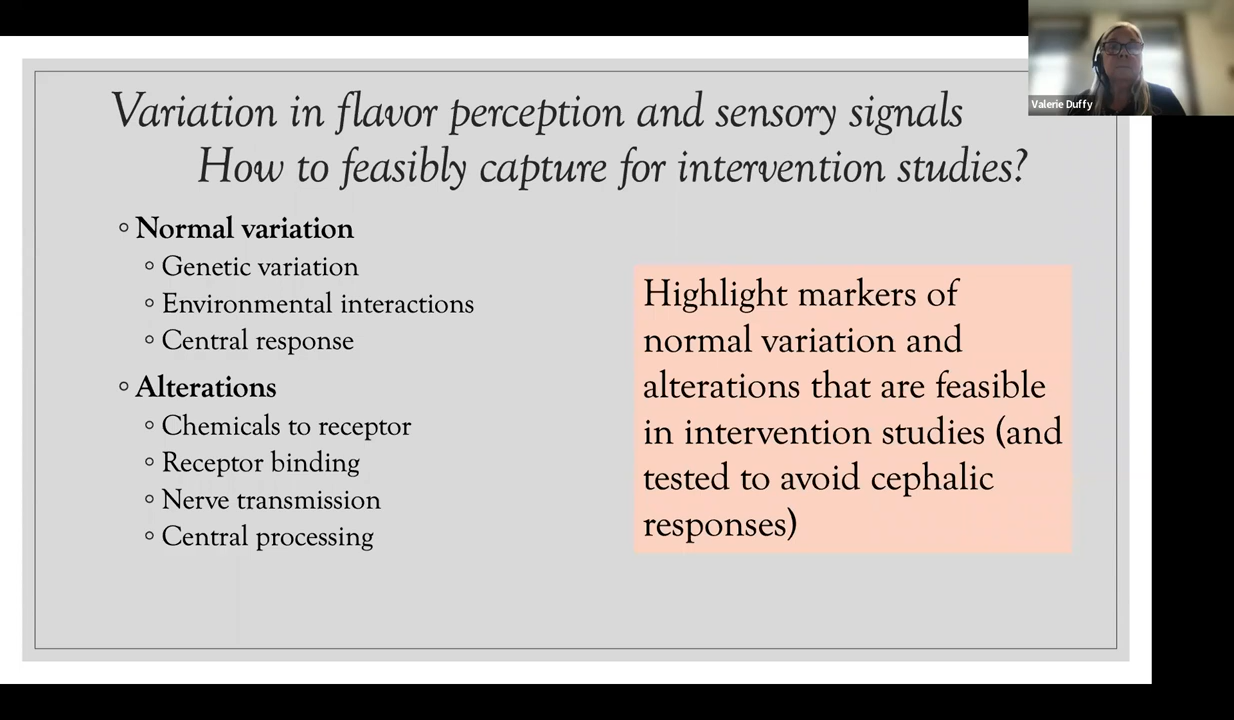 Variation in flavor perception and sensory signals
How to feasibly capture for intervention studies?
Valerie Duffy
◦ Normal variation
◦ Genetic variation
◦ Environmental interactions
◦ Central response
◦ Alterations
◦ Chemicals to receptor
◦ Receptor binding
◦ Nerve transmission
◦ Central processing
Highlight markers of
normal variation and
alterations that are feasible
in intervention studies (and
tested to avoid cephalic
responses)